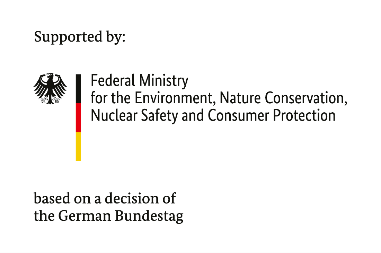 Supported by:
Federal Ministry
for the Environment, Nature Conservation,
Nuclear Safety and Consumer Protection
based on a decision of
the German Bundestag